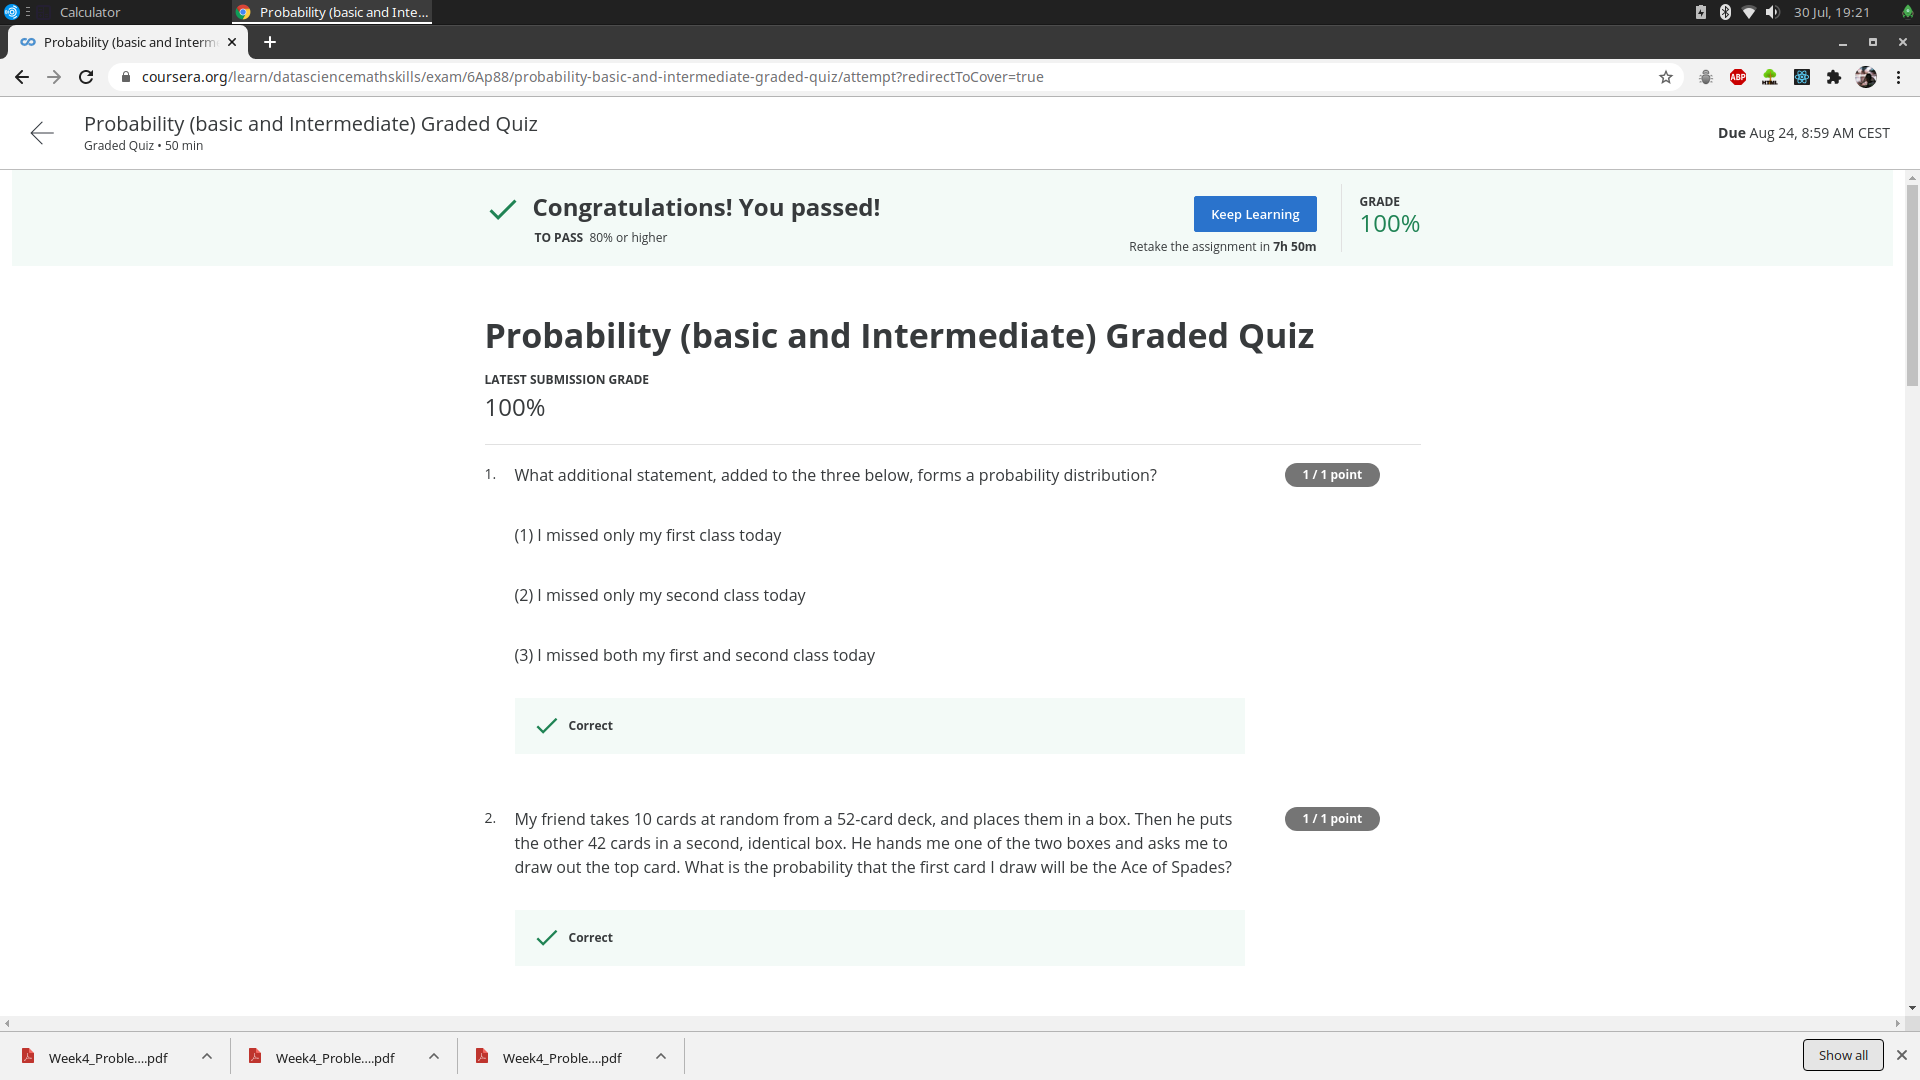 Calculator
Probability (basic and Inte...
30 Jul, 19:21
Probability (basic and Interm
coursera.org/learn/datasciencemathskills/exam/6Ap88/probability-basic-and-intermediate-graded-quiz/attempt?redirectToCover=true
ABP
HTML
Probability (basic and Intermediate) Graded Quiz
Graded Quiz • 50 min
Due Aug 24, 8:59 AM CEST
Congratulations! You passed!
TO PASS 80% or higher
Keep Learning
Retake the assignment in 7h 50m
GRADE
100%
Probability (basic and Intermediate) Graded Quiz
LATEST SUBMISSION GRADE
100%
1. What additional statement, added to the three below, forms a probability distribution?
1 / 1 point
(1) I missed only my first class today
(2) I missed only my second class today
(3) I missed both my first and second class today
Correct
2. My friend takes 10 cards at random from a 52-card deck, and places them in a box. Then he puts
the other 42 cards in a second, identical box. He hands me one of the two boxes and asks me to
draw out the top card. What is the probability that the first card I draw will be the Ace of Spades?
1 / 1 point
Correct
Week4_Proble....pdf
Week4_Proble....pdf
Week4_Proble....pdf
Show all